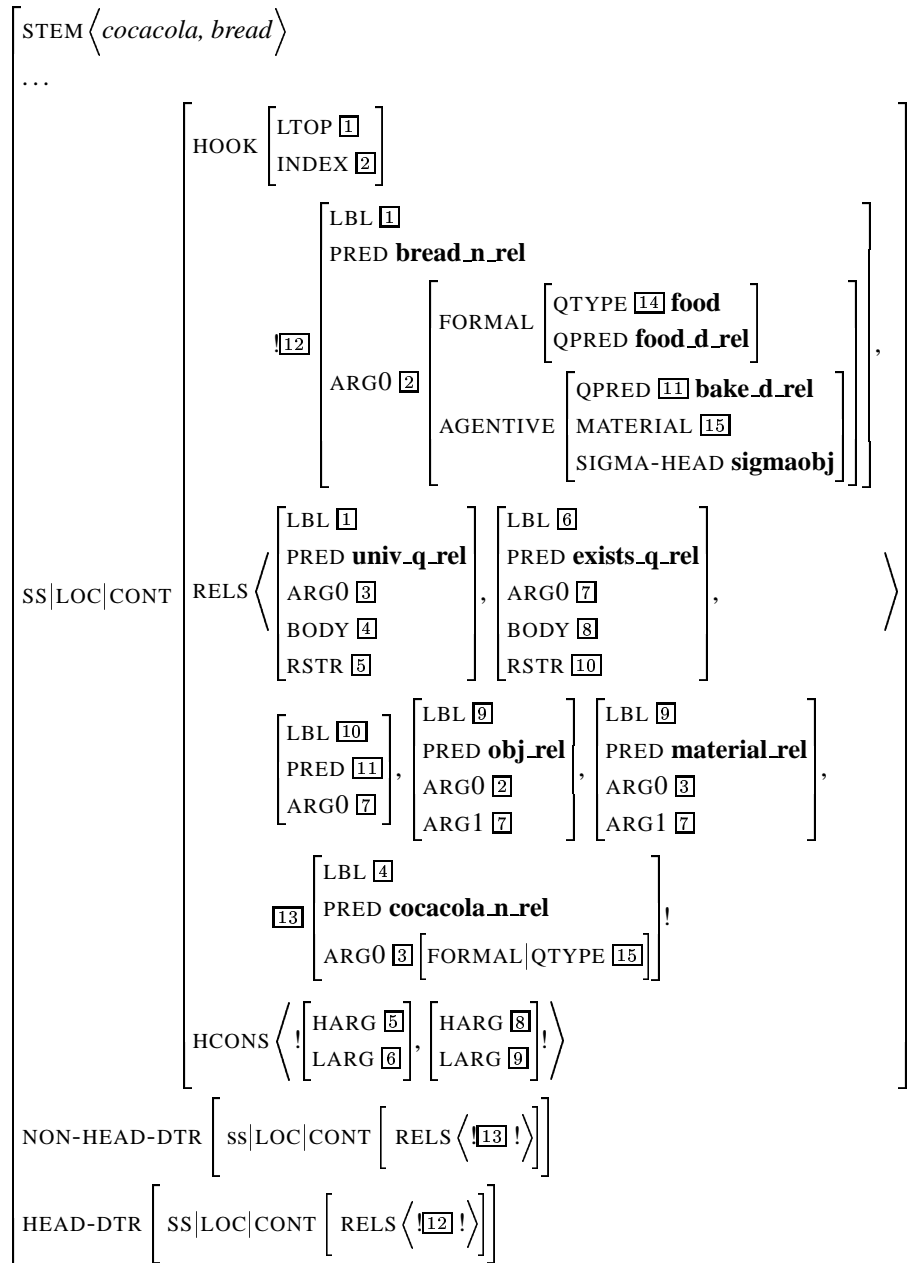 STEM ⟨cocacola, bread⟩
...
HOOK [LTOP 1
INDEX 2]
!12 [LBL 1
PRED bread_n_rel
ARG0 2 [FORMAL [QTYPE 14 food
QPRED food_d_rel]
AGENTIVE [QPRED 11 bake_d_rel
MATERIAL 15
SIGMA-HEAD sigmaobj]]],
SS|LOC|CONT
RELS ⟨
[LBL 1
PRED univ_q_rel
ARG0 3
BODY 4
RSTR 5],
[LBL 6
PRED exists_q_rel
ARG0 7
BODY 8
RSTR 10], ⟩
[LBL 10
PRED 11
ARG0 7],
[LBL 9
PRED obj_rel
ARG0 2
ARG1 7],
[LBL 9
PRED material_rel
ARG0 3
ARG1 7],
13 [LBL 4
PRED cocacola_n_rel
ARG0 3 [FORMAL|QTYPE 15]]!
HCONS ⟨![HARG 5
LARG 6], [HARG 8
LARG 9]!⟩
NON-HEAD-DTR [SS|LOC|CONT [RELS ⟨!13 !⟩]]
HEAD-DTR [SS|LOC|CONT [RELS ⟨!12 !⟩]]